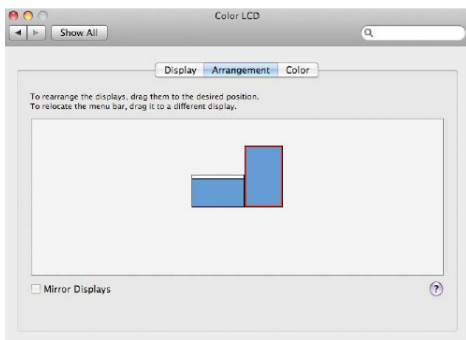 Color LCD
Show All
Display Arrangement Color
To rearrange the displays, drag them to the desired position.
To relocate the menu bar, drag it to a different display.
Mirror Displays
?